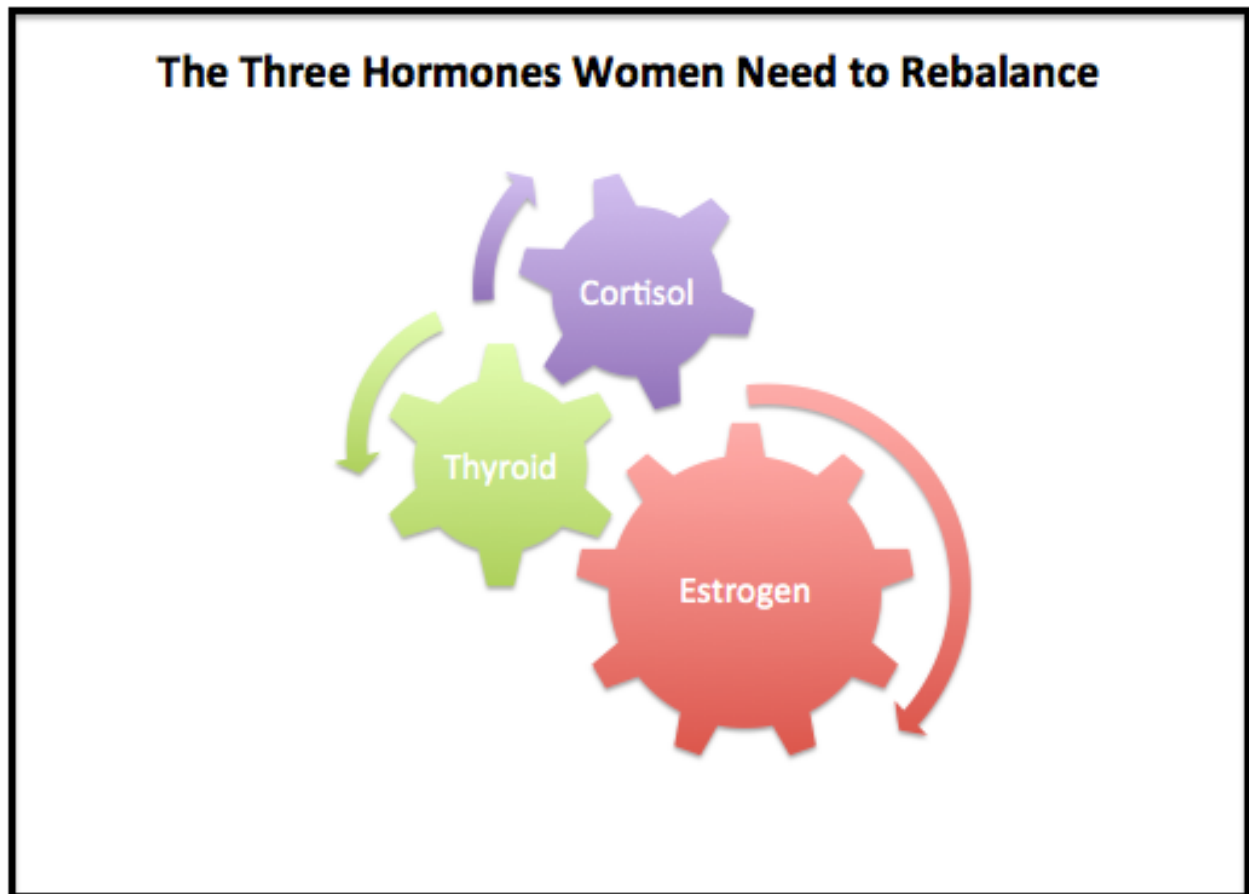 The Three Hormones Women Need to Rebalance
Cortisol
Thyroid
Estrogen